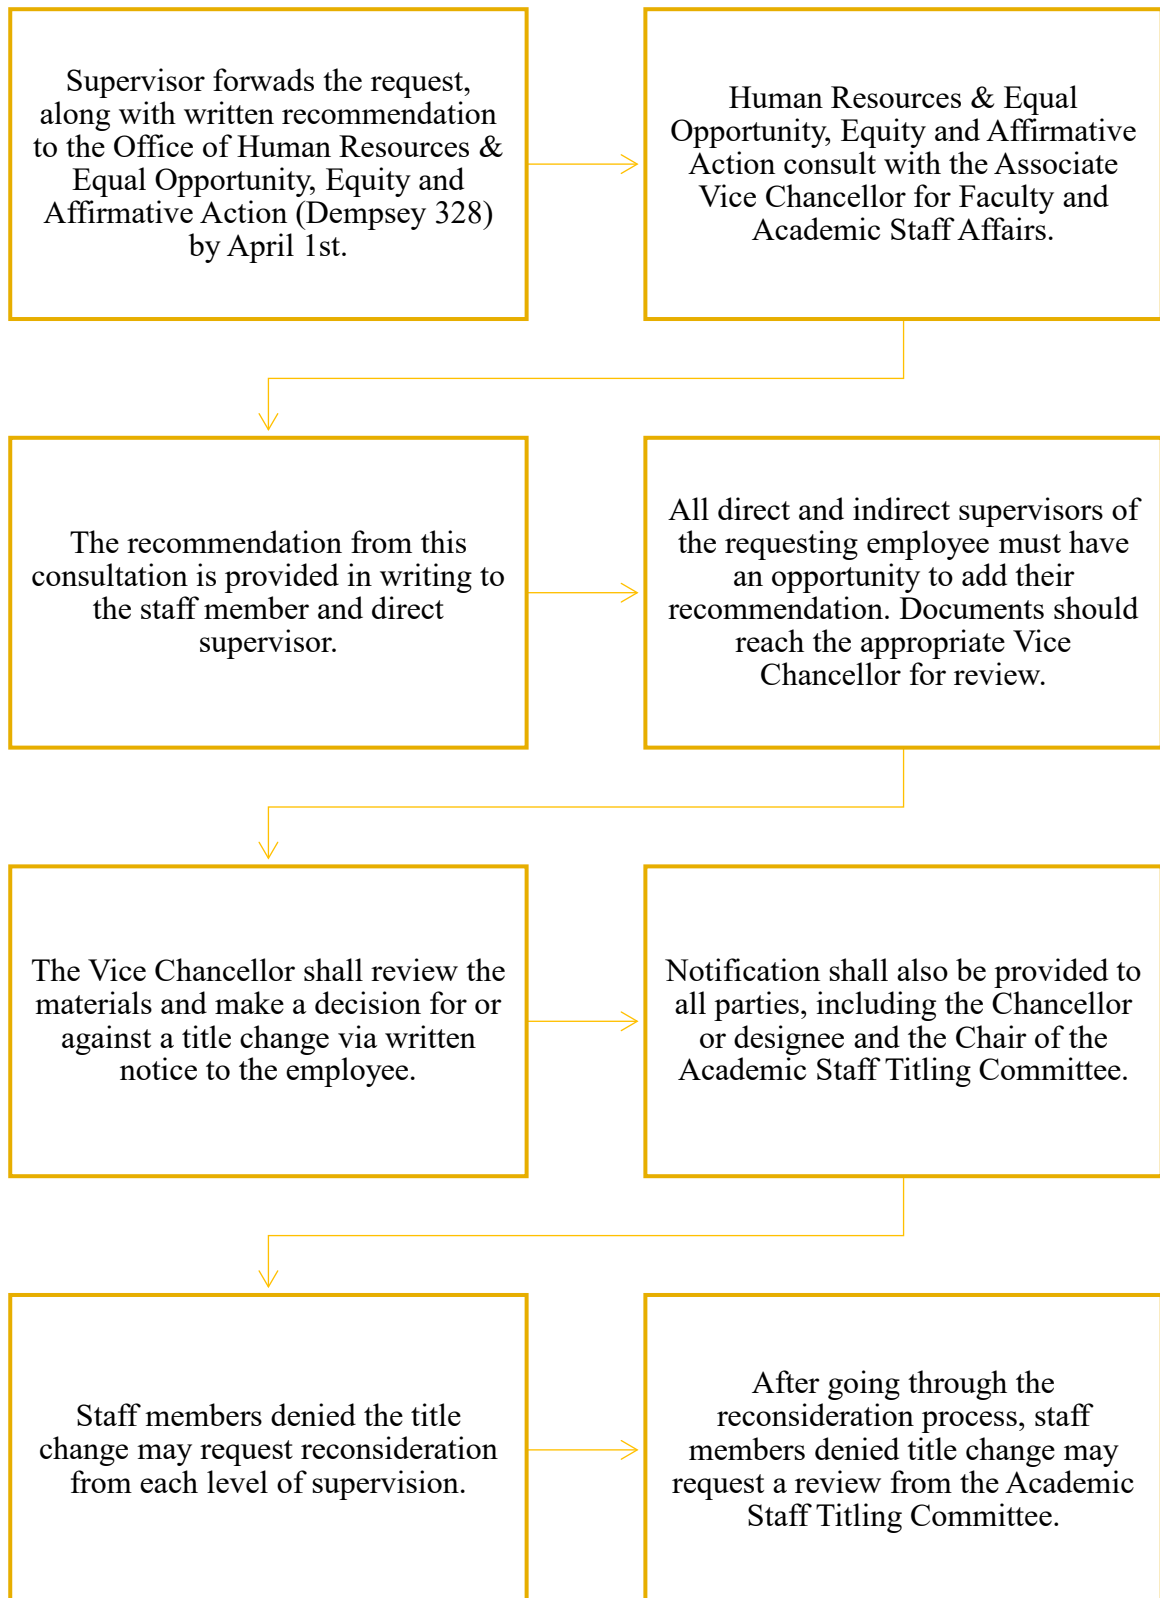 Supervisor forwads the request,
along with written recommendation
to the Office of Human Resources &
Equal Opportunity, Equity and
Affirmative Action (Dempsey 328)
by April 1st.
Human Resources & Equal
Opportunity, Equity and Affirmative
Action consult with the Associate
Vice Chancellor for Faculty and
Academic Staff Affairs.
The recommendation from this
consultation is provided in writing to
the staff member and direct
supervisor.
All direct and indirect supervisors of
the requesting employee must have
an opportunity to add their
recommendation. Documents should
reach the appropriate Vice
Chancellor for review.
The Vice Chancellor shall review the
materials and make a decision for or
against a title change via written
notice to the employee.
Notification shall also be provided to
all parties, including the Chancellor
or designee and the Chair of the
Academic Staff Titling Committee.
Staff members denied the title
change may request reconsideration
from each level of supervision.
After going through the
reconsideration process, staff
members denied title change may
request a review from the Academic
Staff Titling Committee.